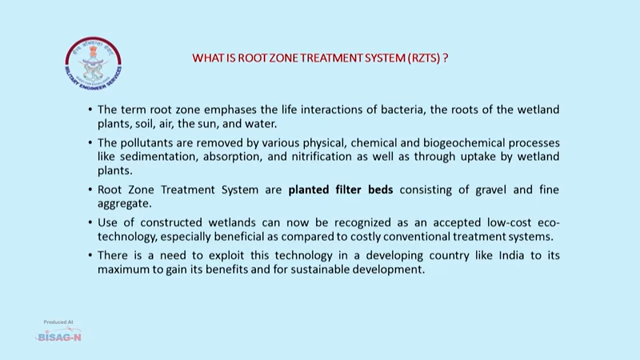 WHAT IS ROOT ZONE TREATMENT SYSTEM (RZTS) ?
• The term root zone emphases the life interactions of bacteria, the roots of the wetland
plants, soil, air, the sun, and water.
• The pollutants are removed by various physical, chemical and biogeochemical processes
like sedimentation, absorption, and nitrification as well as through uptake by wetland
plants.
• Root Zone Treatment System are planted filter beds consisting of gravel and fine
aggregate.
• Use of constructed wetlands can now be recognized as an accepted low-cost eco-
technology, especially beneficial as compared to costly conventional treatment systems.
• There is a need to exploit this technology in a developing country like India to its
maximum to gain its benefits and for sustainable development.
MILITARY ENGINEER SERVICES
Produced At
BISAG-N